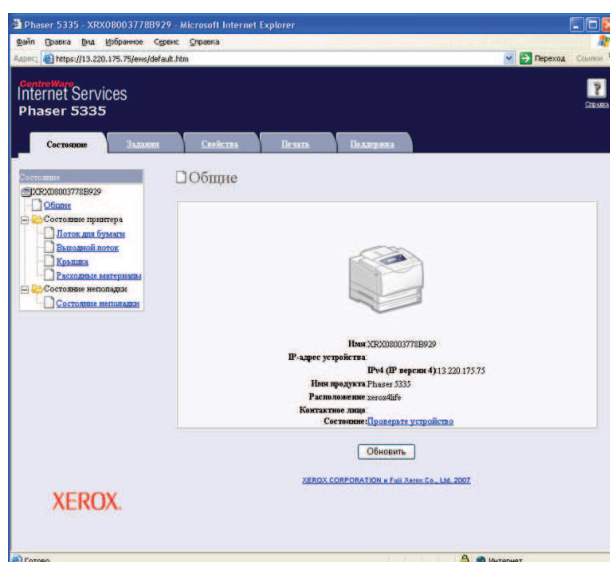 Phaser 5335 - XRX08003778B929 - Microsoft Internet Explorer
Файл Правка Вид Избранное Сервис Справка
Адрес: https://13.220.175.75/ews/default.htm Переход Ссылки
CentreWare
Internet Services
Phaser 5335
Справка
Состояние Задания Свойства Печать Поддержка
Состояние
XRX08003778B929
Общие
Состояние принтера
Лоток для бумаги
Выходной лоток
Крышка
Расходные материалы
Состояние неполадки
Состояние неполадки
Общие
Имя:XRX08003778B929
IP-адрес устройства:
IPv4 (IP версии 4):13.220.175.75
Имя продукта:Phaser 5335
Расположение:xerox4life
Контактное лицо:
Состояние:Проверьте устройство
Обновить
XEROX CORPORATION и Fuji Xerox Co., Ltd. 2007
XEROX.
Готово Интернет